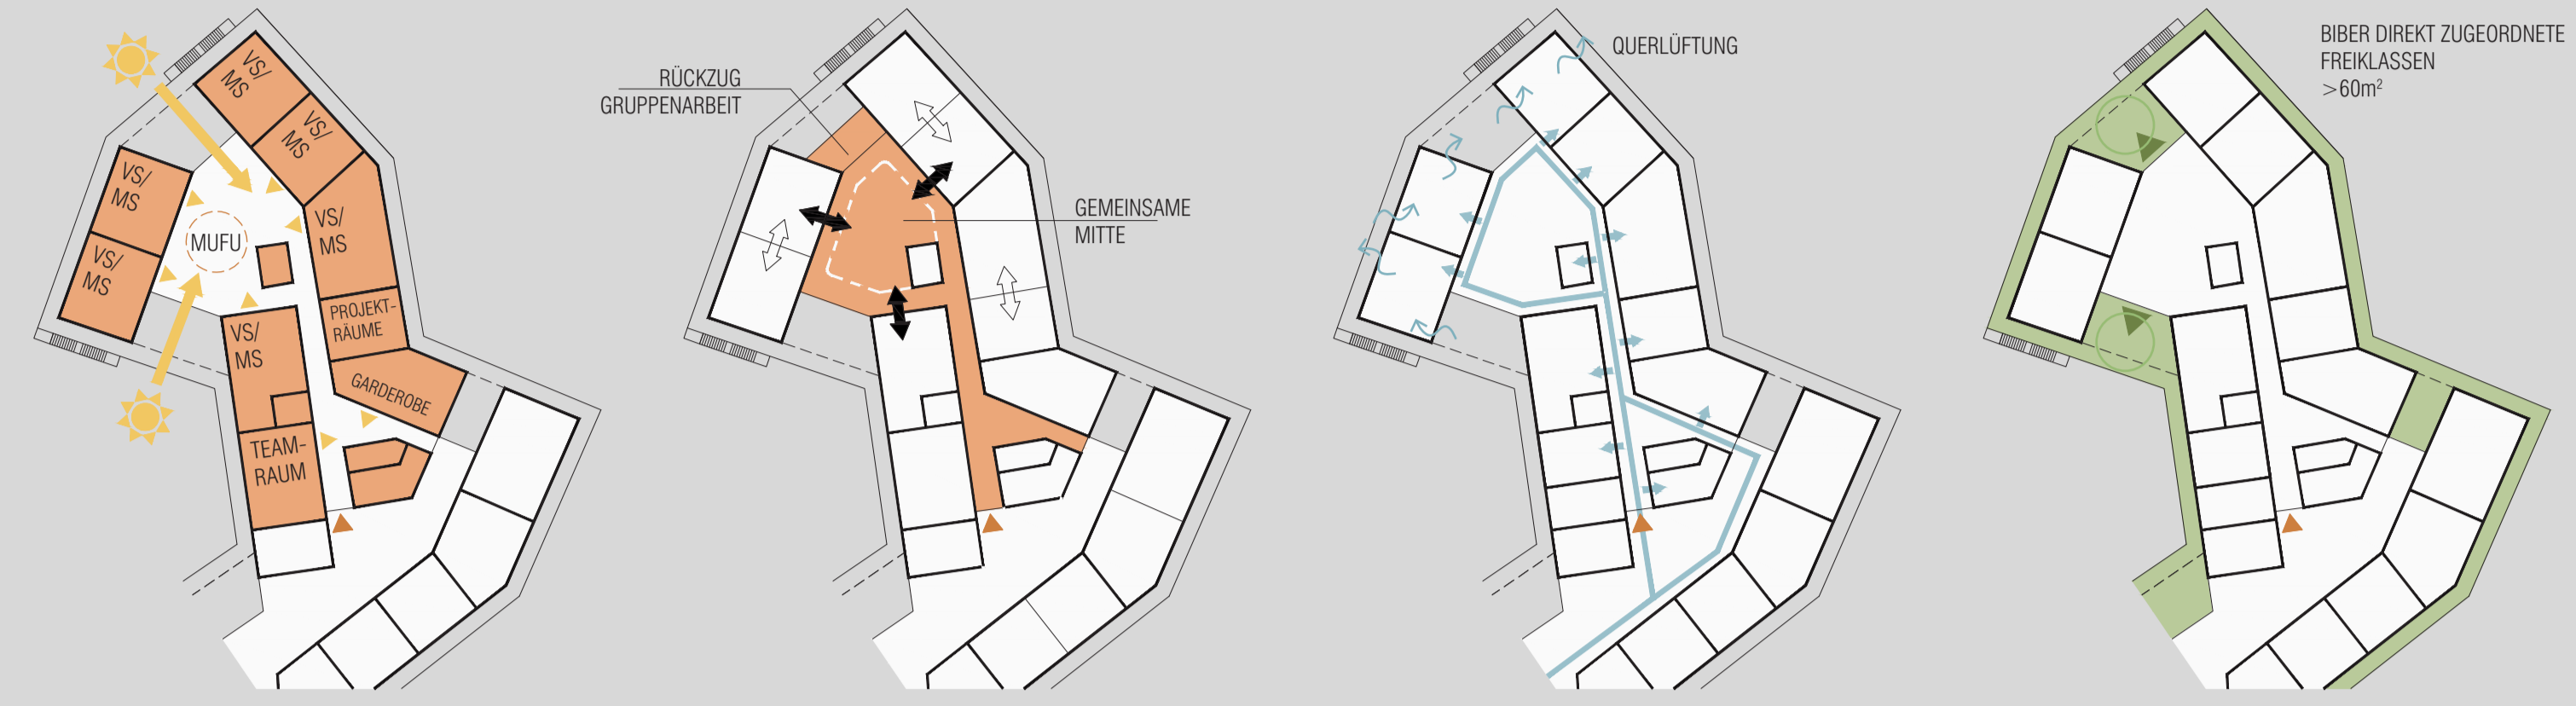 VS/
MS
VS/
MS
VS/
MS
VS/
MS
VS/
MS
MUFU
PROJEKT-
RÄUME
VS/
MS
GARDEROBE
TEAM-
RAUM
RÜCKZUG
GRUPPENARBEIT
GEMEINSAME
MITTE
QUERLÜFTUNG
BIBER DIREKT ZUGEORDNETE
FREIKLASSEN
>60m²